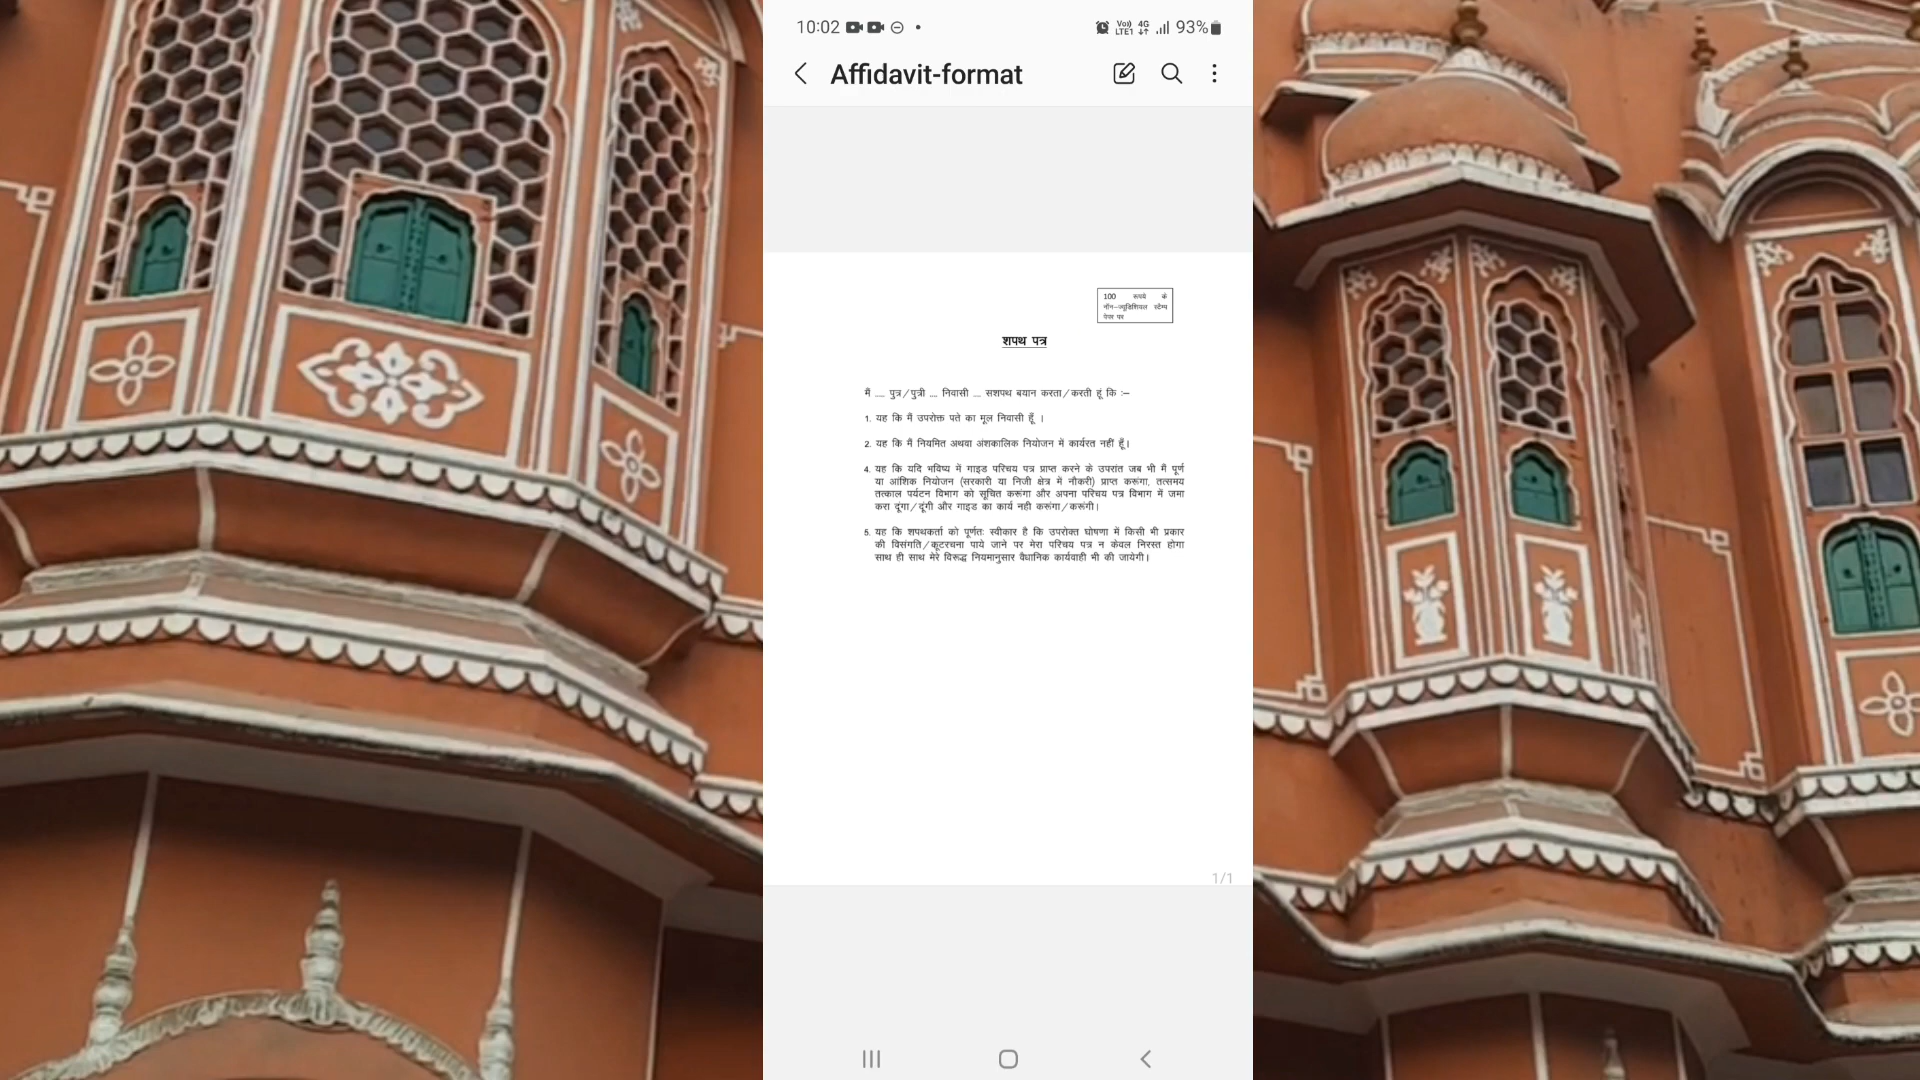 10:02 Vo) LTE1 4G 93%
Affidavit-format
100 रूपये के
नॉन–ज्यूडिशियल स्टैम्प
पेपर पर
शपथ पत्र
मैं ..... पुत्र/पुत्री .... निवासी .... सशपथ बयान करता/करती हूं कि :–
1. यह कि मैं उपरोक्त पते का मूल निवासी हूँ ।
2. यह कि मैं नियमित अथवा अंशकालिक नियोजन में कार्यरत नहीं हूँ।
4. यह कि यदि भविष्य में गाइड परिचय पत्र प्राप्त करने के उपरांत जब भी मैं पूर्ण
या आंशिक नियोजन (सरकारी या निजी क्षेत्र में नौकरी) प्राप्त करूंगा, तत्समय
तत्काल पर्यटन विभाग को सूचित करूंगा और अपना परिचय पत्र विभाग में जमा
करा दूंगा/दूंगी और गाइड का कार्य नही करूंगा/करूंगी।
5. यह कि शपथकर्ता को पूर्णतः स्वीकार है कि उपरोक्त घोषणा में किसी भी प्रकार
की विसंगति/कूटरचना पाये जाने पर मेरा परिचय पत्र न केवल निरस्त होगा
साथ ही साथ मेरे विरूद्ध नियमानुसार वैधानिक कार्यवाही भी की जायेगी।
1/1